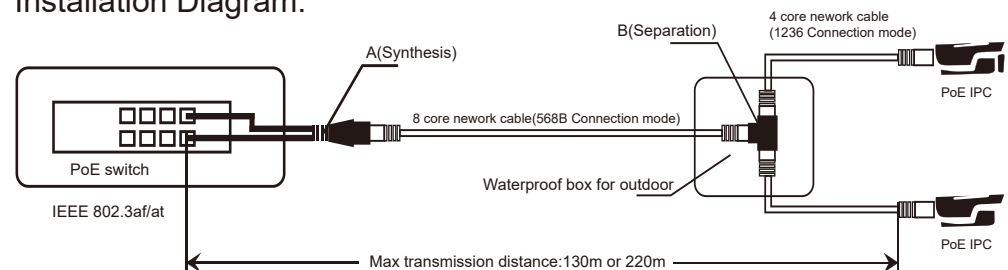 Installation Diagram:
4 core nework cable
(1236 Connection mode)
B(Separation)
A(Synthesis)
PoE IPC
8 core nework cable(568B Connection mode)
PoE switch
Waterproof box for outdoor
IEEE 802.3af/at
PoE IPC
Max transmission distance:130m or 220m